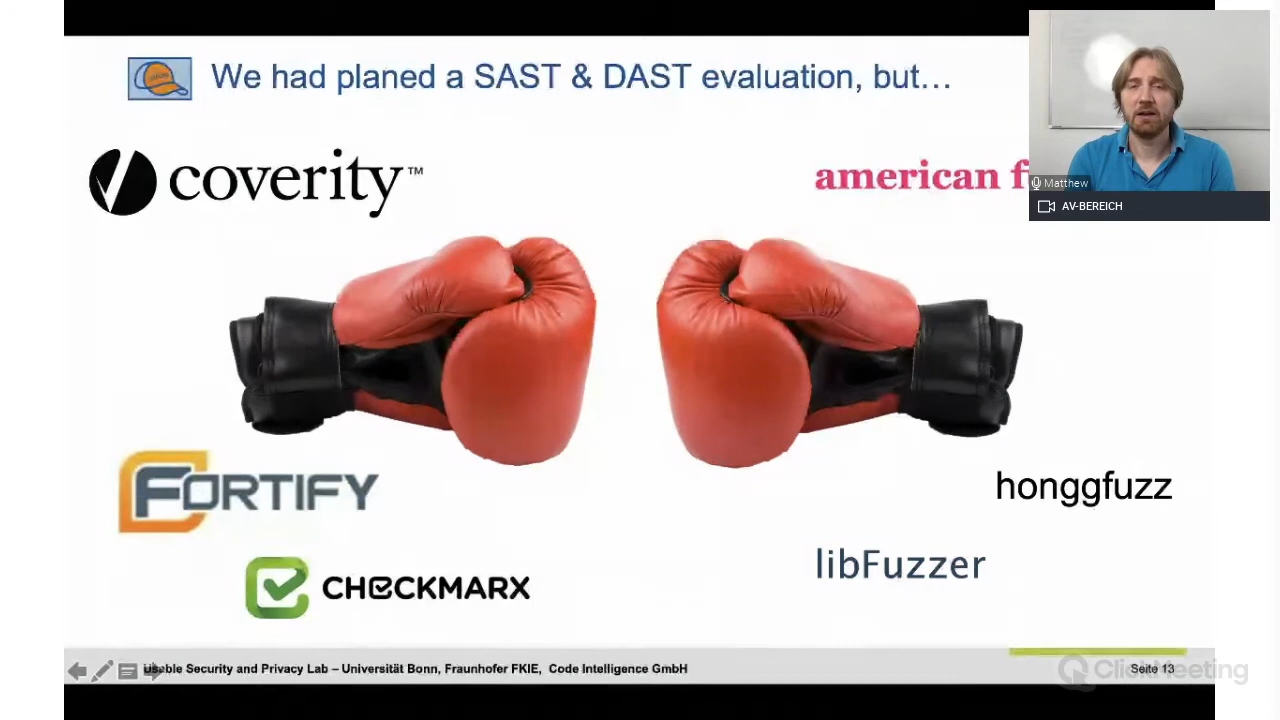 We had planed a SAST & DAST evaluation, but...
coverity™
american f
Matthew
AV-BEREICH
FORTIFY
honggfuzz
libFuzzer
CHECKMARX
usable Security and Privacy Lab – Universität Bonn, Fraunhofer FKIE, Code Intelligence GmbH
Seite 13
ClickMeeting